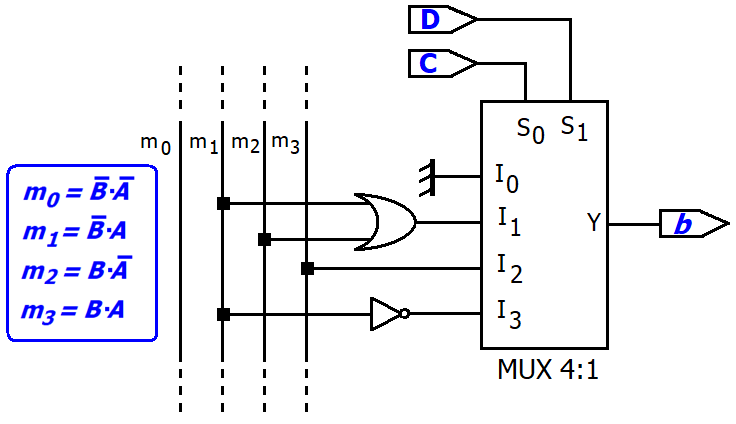 D
C
S₀ S₁
m₀ m₁ m₂ m₃
I₀
m₀ = B̅·A̅
m₁ = B̅·A
m₂ = B·A̅
m₃ = B·A
I₁
Y
b
I₂
I₃
MUX 4:1